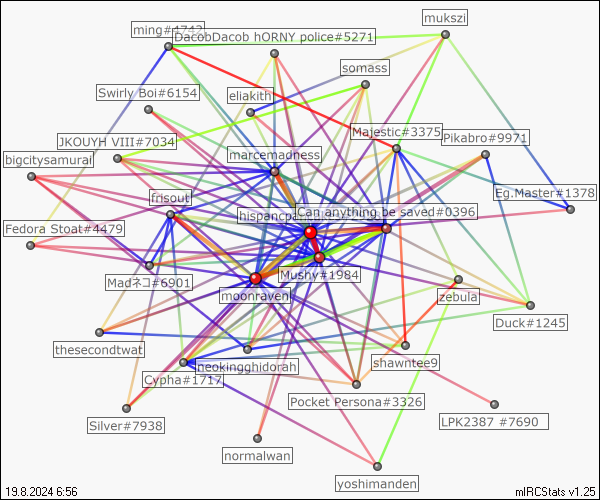 mukszi
ming#4742
DacobDacob hORNY police#5271
somass
Swirly Boi#6154
eliakith
Majestic#3375
JKOUYH VIII#7034
Pikabro#9971
marcemadness
bigcitysamurai
Eg.Master#1378
frisout
Can anything be saved#0396
Fedora Stoat#4479
Mushy#1984
Madネコ#6901
moonraven
zebula
Duck#1245
thesecondtwat
shawntee9
neokingghidorah
Cypha#1717
Pocket Persona#3326
LPK2387 #7690
Silver#7938
normalwan
yoshimanden
19.8.2024 6:56
mIRCStats v1.25